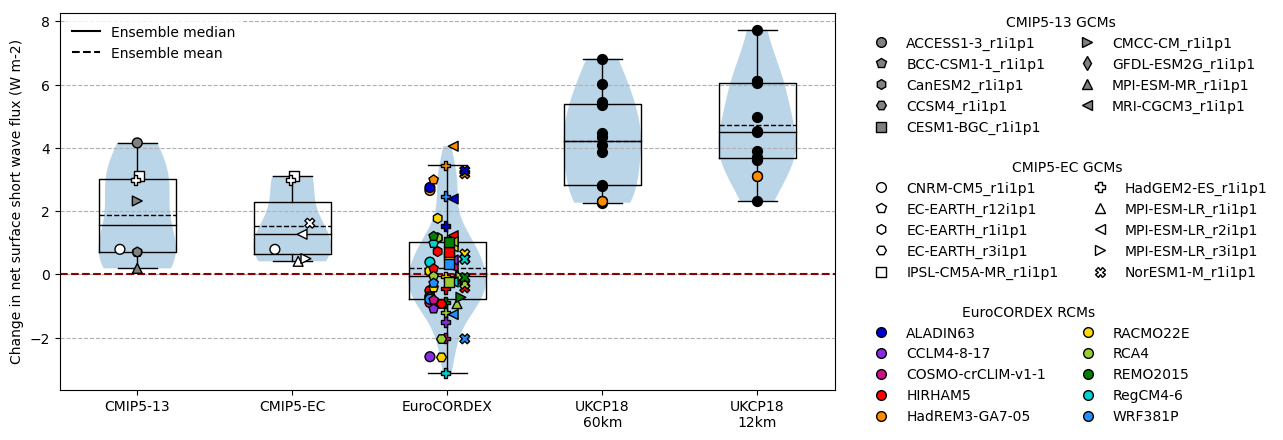 Change in net surface short wave flux (W m-2)
8
6
4
2
0
−2
Ensemble median
Ensemble mean
CMIP5-13
CMIP5-EC
EuroCORDEX
UKCP18
60km
UKCP18
12km
CMIP5-13 GCMs
ACCESS1-3_r1i1p1
BCC-CSM1-1_r1i1p1
CanESM2_r1i1p1
CCSM4_r1i1p1
CESM1-BGC_r1i1p1
CMCC-CM_r1i1p1
GFDL-ESM2G_r1i1p1
MPI-ESM-MR_r1i1p1
MRI-CGCM3_r1i1p1
CMIP5-EC GCMs
CNRM-CM5_r1i1p1
EC-EARTH_r12i1p1
EC-EARTH_r1i1p1
EC-EARTH_r3i1p1
IPSL-CM5A-MR_r1i1p1
HadGEM2-ES_r1i1p1
MPI-ESM-LR_r1i1p1
MPI-ESM-LR_r2i1p1
MPI-ESM-LR_r3i1p1
NorESM1-M_r1i1p1
EuroCORDEX RCMs
ALADIN63
CCLM4-8-17
COSMO-crCLIM-v1-1
HIRHAM5
HadREM3-GA7-05
RACMO22E
RCA4
REMO2015
RegCM4-6
WRF381P